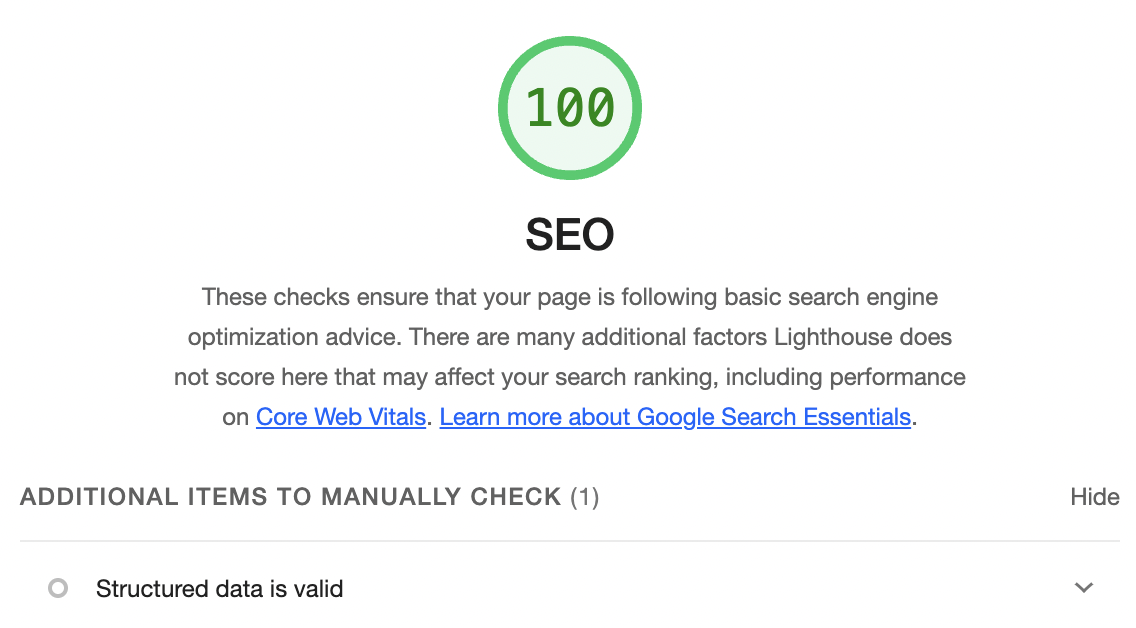 100
SEO
These checks ensure that your page is following basic search engine
optimization advice. There are many additional factors Lighthouse does
not score here that may affect your search ranking, including performance
on Core Web Vitals. Learn more about Google Search Essentials.
ADDITIONAL ITEMS TO MANUALLY CHECK (1) Hide
Structured data is valid